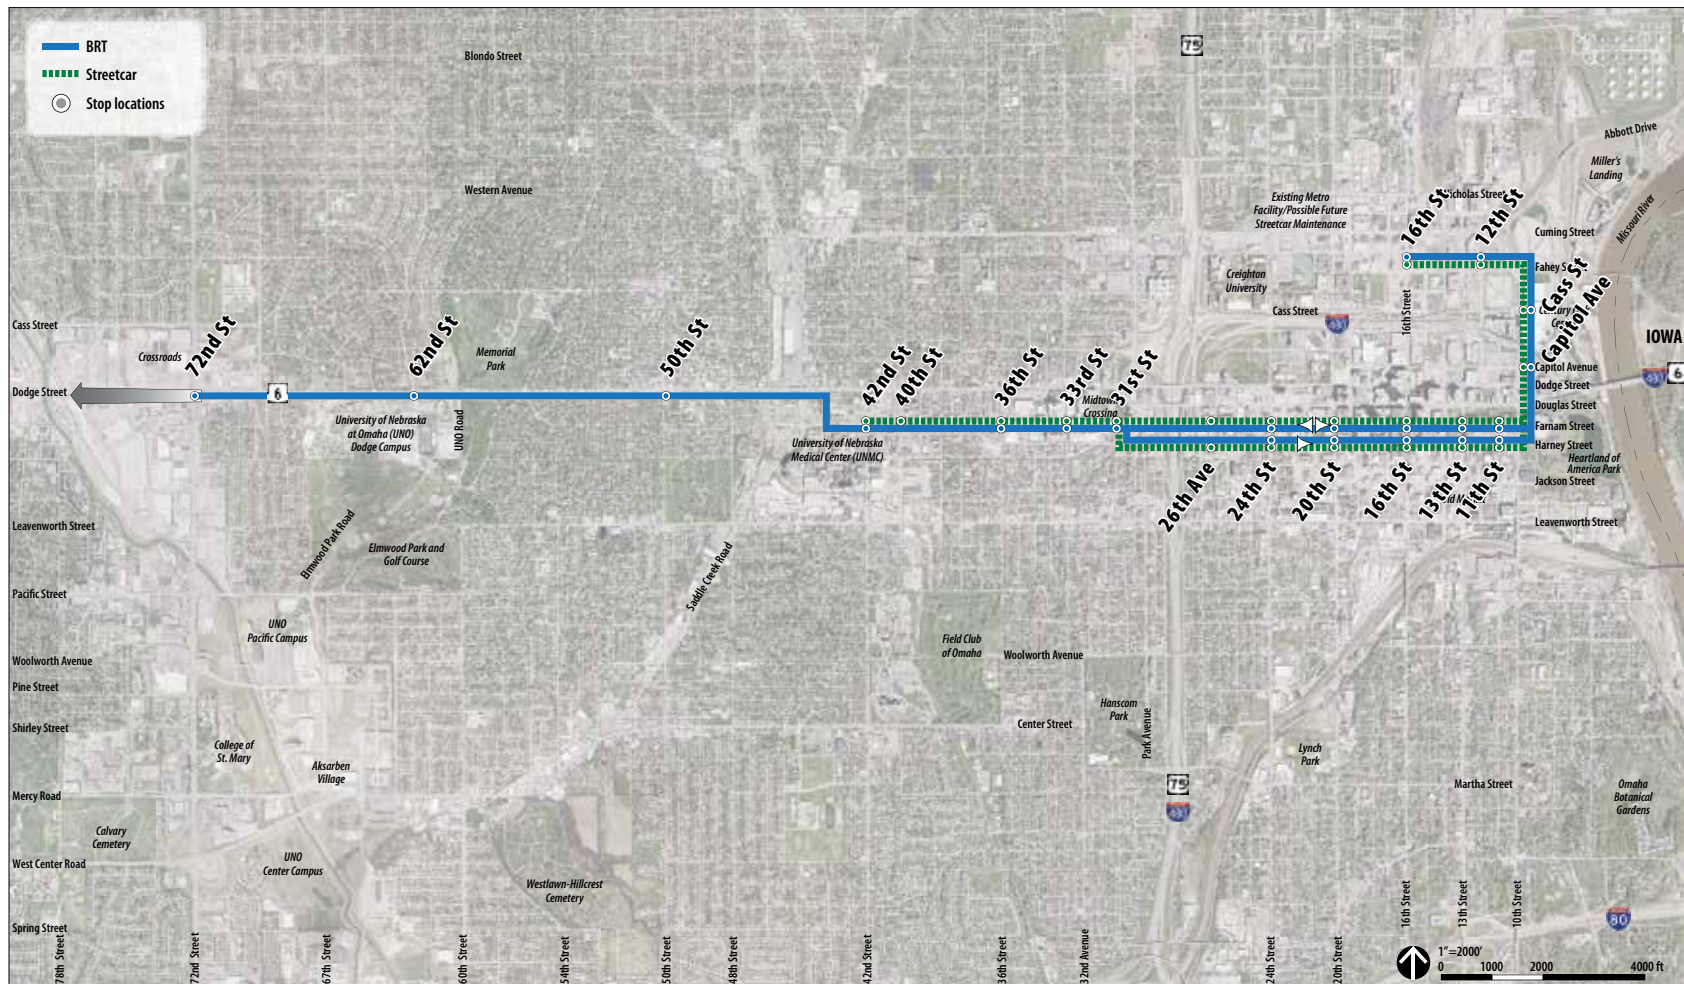 BRT
Streetcar
Stop locations
75
Blondo Street
Western Avenue
Abbott Drive
Miller's
Landing
Missouri River
Existing Metro
Facility/Possible Future
Streetcar Maintenance
Nicholas Street
16th St
12th St
Cuming Street
Fahey S
Creighton
University
Cass Street
480
16th Street
Cass St
Capitol Ave
IOWA
Cass Street
Crossroads
72nd St
62nd St
Memorial
Park
50th St
42nd St
40th St
36th St
33rd St
31st St
Midtown
Crossing
Capitol Avenue
Dodge Street
Douglas Street
Farnam Street
Harney Street
480
6
Dodge Street
6
University of Nebraska
at Omaha (UNO)
Dodge Campus
UNO Road
University of Nebraska
Medical Center (UNMC)
Heartland of
America Park
Jackson Street
26th Ave
24th St
20th St
16th St
13th St
11th St
Leavenworth Street
Leavenworth Street
Elmwood Park Road
Elmwood Park and
Golf Course
Saddle Creek Road
Pacific Street
UNO
Pacific Campus
Field Club
of Omaha
Woolworth Avenue
Woolworth Avenue
Pine Street
Shirley Street
Hanscom
Park
Center Street
Park Avenue
College of
St. Mary
Aksarben
Village
Lynch
Park
75
480
Mercy Road
Martha Street
Omaha
Botanical
Gardens
Calvary
Cemetery
West Center Road
UNO
Center Campus
Westlawn-Hillcrest
Cemetery
Spring Street
78th Street
72nd Street
67th Street
60th Street
54th Street
50th Street
48th Street
42nd Street
36th Street
32nd Avenue
24th Street
20th Street
16th Street
13th Street
10th Street
80
1"=2000'
0 1000 2000 4000 ft